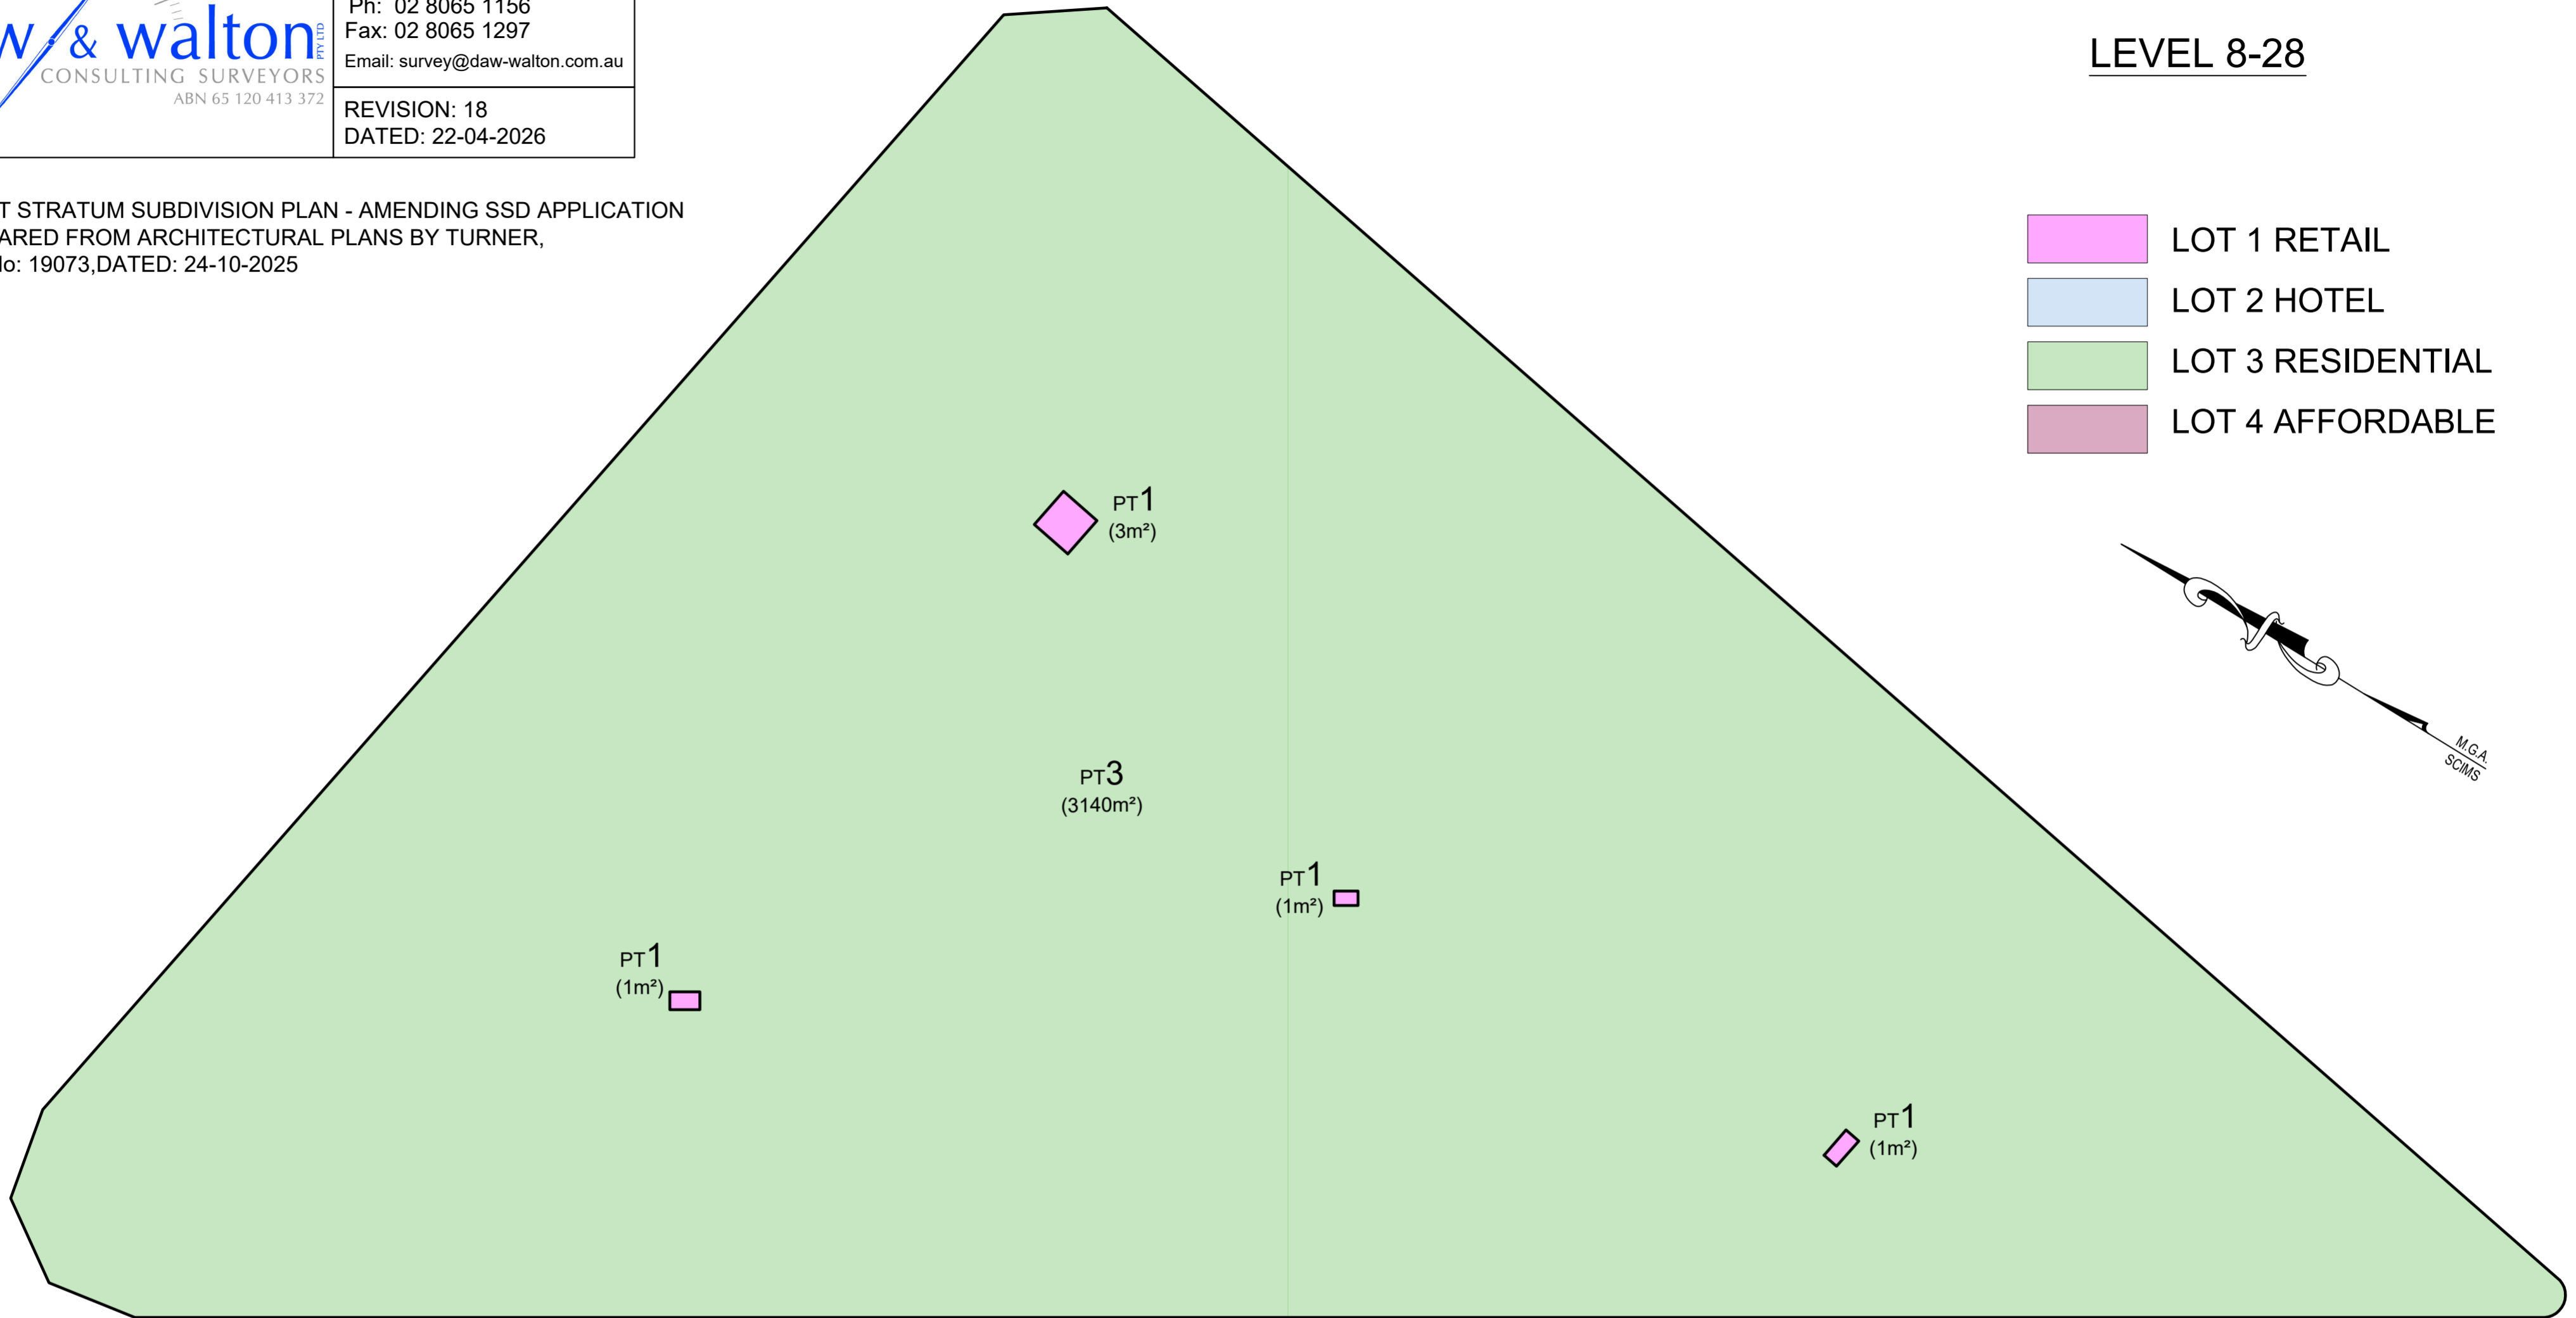 Ph: 02 8065 1156
w & walton PTY LTD
Fax: 02 8065 1297
Email: survey@daw-walton.com.au
CONSULTING SURVEYORS
ABN 65 120 413 372
REVISION: 18
DATED: 22-04-2026
LEVEL 8-28
T STRATUM SUBDIVISION PLAN - AMENDING SSD APPLICATION
ARED FROM ARCHITECTURAL PLANS BY TURNER,
No: 19073,DATED: 24-10-2025
LOT 1 RETAIL
LOT 2 HOTEL
LOT 3 RESIDENTIAL
LOT 4 AFFORDABLE
PT1
(3m²)
M.G.A.
SCIMS
PT3
(3140m²)
PT1
(1m²)
PT1
(1m²)
PT1
(1m²)